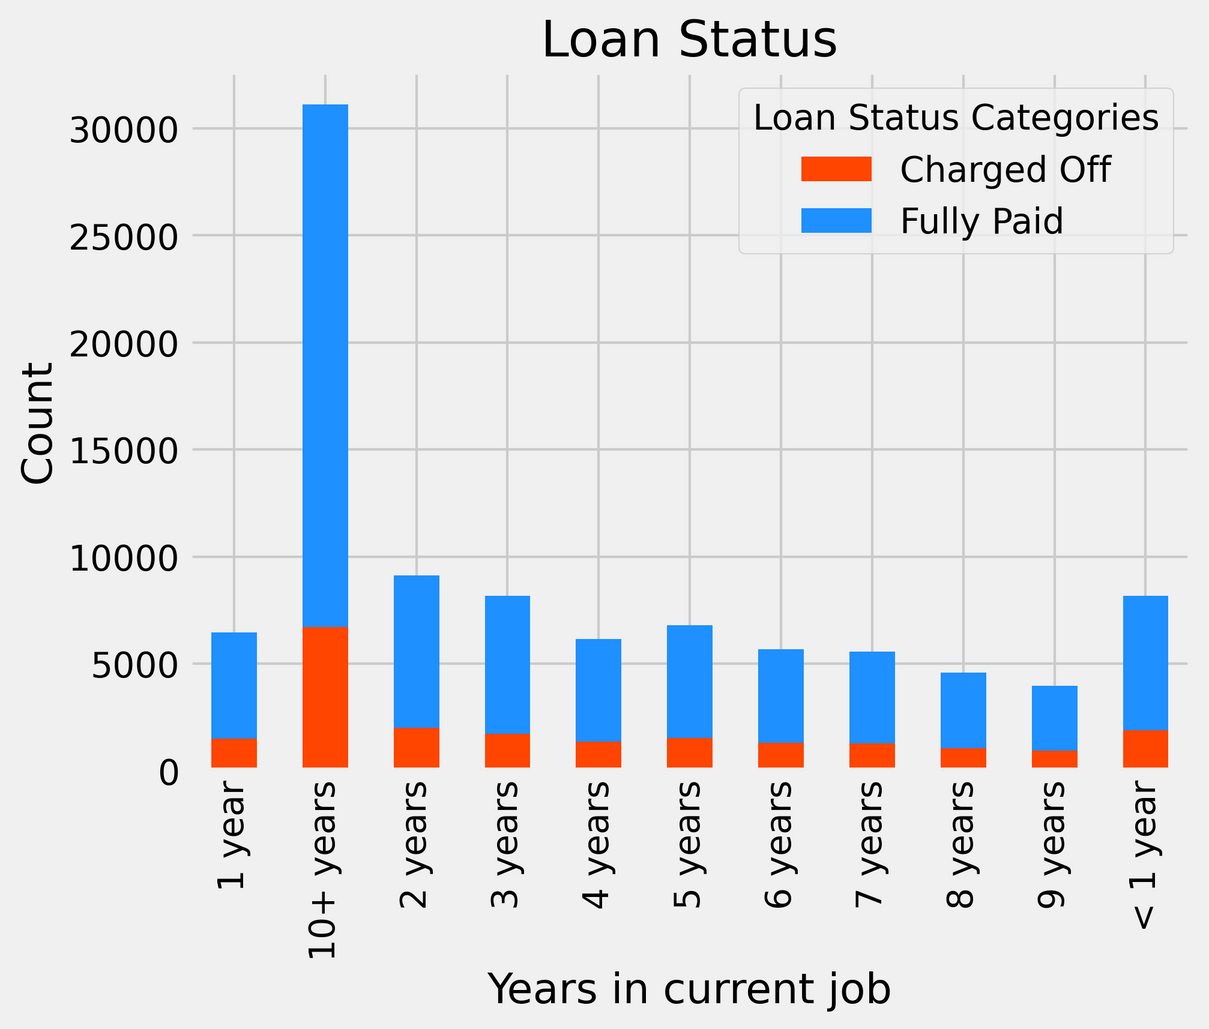 Loan Status
Loan Status Categories
Charged Off
Fully Paid
Count
30000
25000
20000
15000
10000
5000
0
1 year
10+ years
2 years
3 years
4 years
5 years
6 years
7 years
8 years
9 years
< 1 year
Years in current job